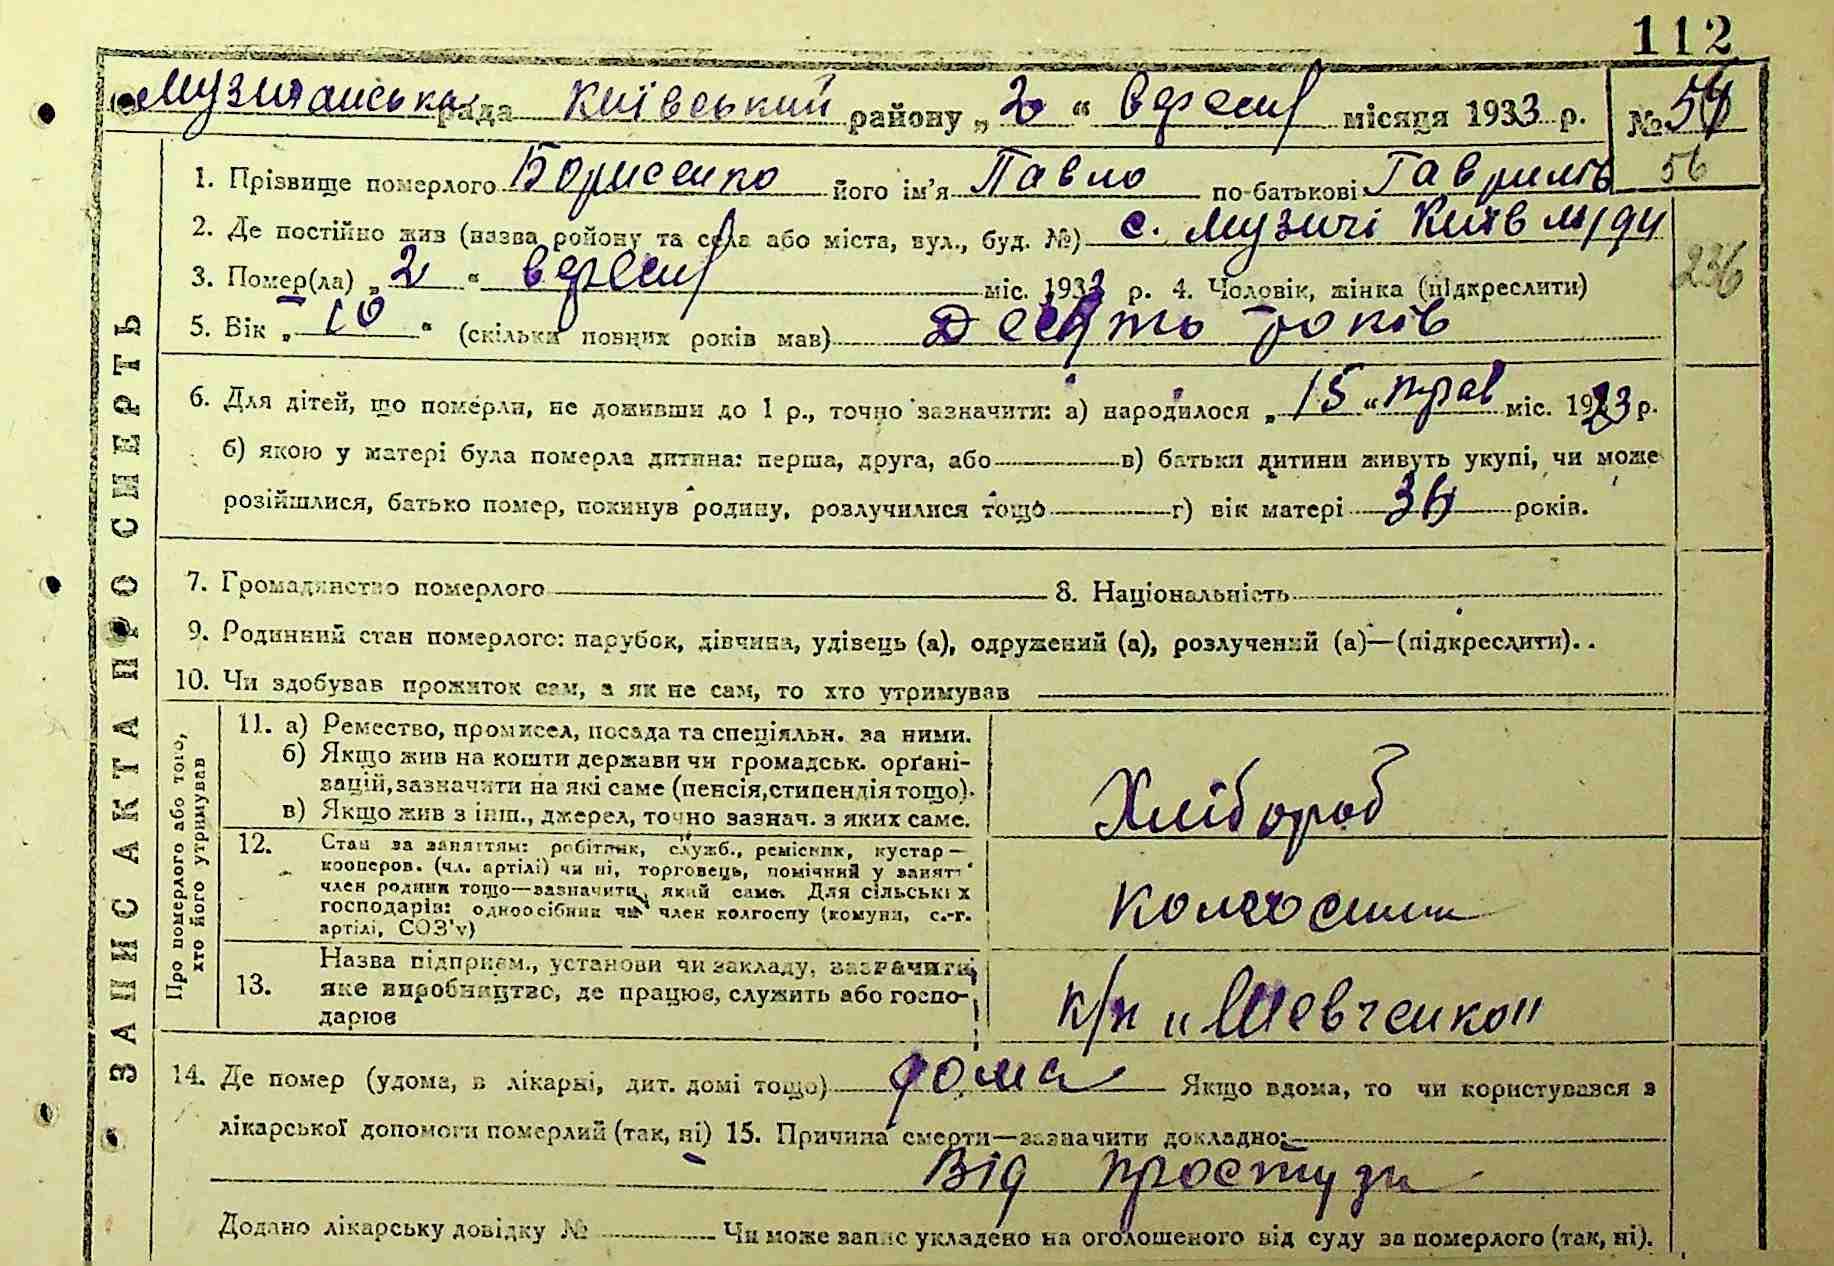 112
Музичанська рада Київський району „2" вересня місяця 1933 р. №
56
1. Прізвище померлого Борисенко його ім'я Павло по-батькові Гаврилів
2. Де постійно жив (назва ройону та села або міста, вул., буд. №) с. Музичі Київ м/ди
236
3. Помер(ла) „2" вересня міс. 1933 р. 4. Чоловік, жінка (підкреслити)
5. Вік „10" (скільки повних років мав) Десять років
6. Для дітей, що померли, не доживши до 1 р., точно зазначити: а) народилося „15" трав міс. 1923 р.
б) якою у матері була померла дитина: перша, друга, або в) батьки дитини живуть укупі, чи може
розійшлися, батько помер, покинув родину, розлучилися тощо г) вік матері років.
7. Громадянство померлого 8. Національність
9. Родинний стан померлого: парубок, дівчина, удівець (а), одружений (а), розлучений (а)—(підкреслити)..
10. Чи здобував прожиток сам, а як не сам, то хто утримував
ЗАПИС АКТА ПРО СМЕРТЬ
Про померлого або того,
хто його утримував
11. а) Ремество, промисел, посада та спеціяльн. за ними.
б) Якщо жив на кошти держави чи громадськ. орґані-
зацій, зазначити на які саме (пенсія, стипендія тощо).
в) Якщо жив з інш., джерел, точно зазнач. з яких саме.
Хлібороб
12. Стан за заняттям: робітник, служб., ремісник, кустар—
кооперов. (чл. артілі) чи ні, торговець, помічний у занятт
член родини тощо—зазначити, який саме. Для сільських
господарів: одноосібник чи член колгоспу (комуни, с.-г.
артілі, СОЗ'у)
колгоспник
13. Назва підприєм., установи чи закладу, зазначити,
яке виробництво, де працює, служить або госпо-
дарює
к/п „Шевченко"
14. Де помер (удома, в лікарні, дит. домі тощо) дома Якщо вдома, то чи користувався з
лікарської допомоги померлий (так, ні) 15. Причина смерти—зазначити докладно:
Від простуди
Додано лікарську довідку № Чи може запис укладено на оголошеного від суду за померлого (так, ні).